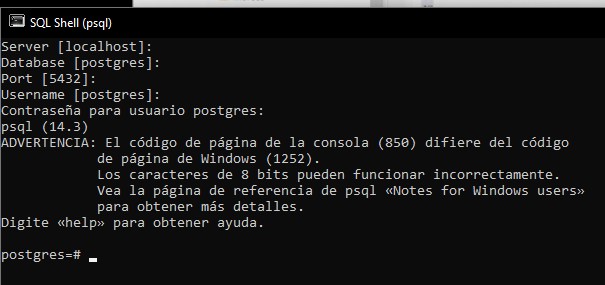 SQL Shell (psql)
Server [localhost]:
Database [postgres]:
Port [5432]:
Username [postgres]:
Contraseña para usuario postgres:
psql (14.3)
ADVERTENCIA: El código de página de la consola (850) difiere del código
de página de Windows (1252).
Los caracteres de 8 bits pueden funcionar incorrectamente.
Vea la página de referencia de psql «Notes for Windows users»
para obtener más detalles.
Digite «help» para obtener ayuda.
postgres=#